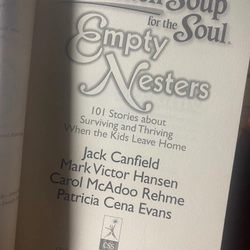 Soup
for the Soul®
Empty
Nesters
101 Stories about
Surviving and Thriving
When the Kids Leave Home
Jack Canfield
Mark Victor Hansen
Carol McAdoo Rehme
Patricia Cena Evans
CSS